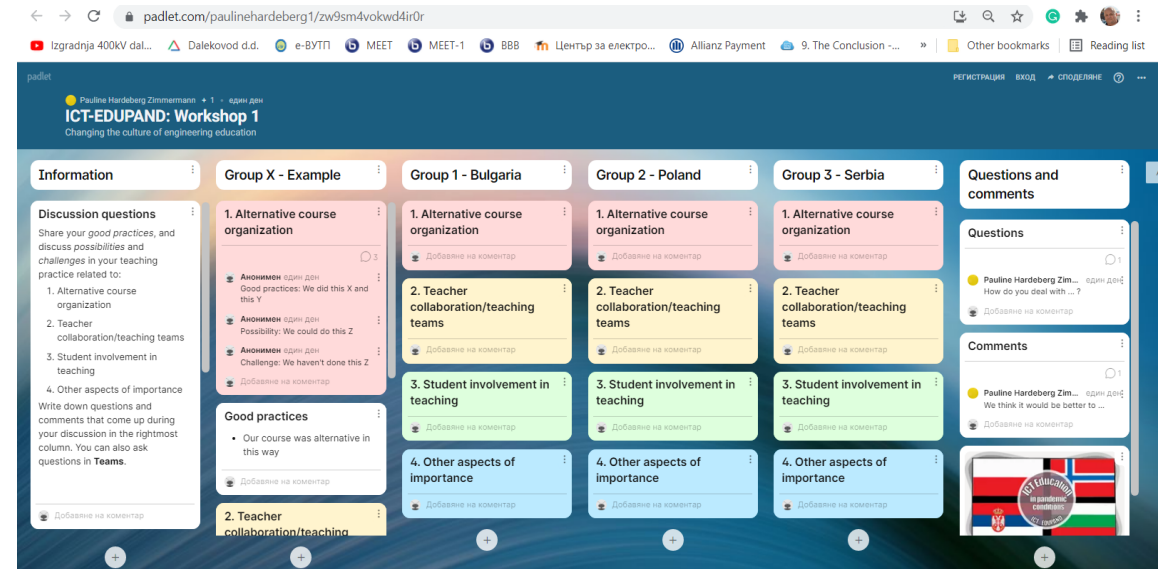 padlet.com/paulinehardeberg1/zw9sm4vokwd4ir0r
Izgradnja 400kV dal...
Dalekovod d.d.
е-ВУТП
MEET
MEET-1
BBB
Център за електро...
Allianz Payment
9. The Conclusion -...
»
Other bookmarks
Reading list
padlet
РЕГИСТРАЦИЯ ВХОД СПОДЕЛЯНЕ
Pauline Hardeberg Zimmermann + 1 • един ден
ICT-EDUPAND: Workshop 1
Changing the culture of engineering education
Information
Discussion questions
Share your good practices, and
discuss possibilities and
challenges in your teaching
practice related to:
1. Alternative course
organization
2. Teacher
collaboration/teaching teams
3. Student involvement in
teaching
4. Other aspects of importance
Write down questions and
comments that come up during
your discussion in the rightmost
column. You can also ask
questions in Teams.
Добавяне на коментар
Group X - Example
1. Alternative course
organization
3
Анонимен един ден
Good practices: We did this X and
this Y
Анонимен един ден
Possibility: We could do this Z
Анонимен един ден
Challenge: We haven't done this Z
Добавяне на коментар
Good practices
• Our course was alternative in
this way
Добавяне на коментар
2. Teacher
collaboration/teaching
Group 1 - Bulgaria
1. Alternative course
organization
Добавяне на коментар
2. Teacher
collaboration/teaching
teams
Добавяне на коментар
3. Student involvement in
teaching
Добавяне на коментар
4. Other aspects of
importance
Добавяне на коментар
Group 2 - Poland
1. Alternative course
organization
Добавяне на коментар
2. Teacher
collaboration/teaching
teams
Добавяне на коментар
3. Student involvement in
teaching
Добавяне на коментар
4. Other aspects of
importance
Добавяне на коментар
Group 3 - Serbia
1. Alternative course
organization
Добавяне на коментар
2. Teacher
collaboration/teaching
teams
Добавяне на коментар
3. Student involvement in
teaching
Добавяне на коментар
4. Other aspects of
importance
Добавяне на коментар
Questions and
comments
Questions
1
Pauline Hardeberg Zim... един ден
How do you deal with ... ?
Добавяне на коментар
Comments
1
Pauline Hardeberg Zim... един ден
We think it would be better to ...
Добавяне на коментар
ICT Education
in pandemic
conditions